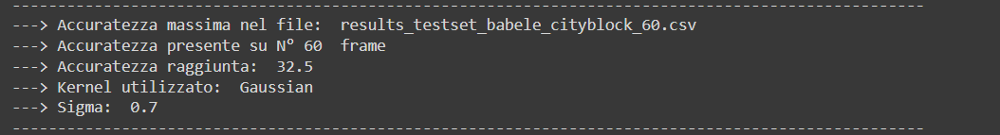 --------------------------------------------------------------------------------------------------------
---> Accuratezza massima nel file:  results_testset_babele_cityblock_60.csv
---> Accuratezza presente su N° 60  frame
---> Accuratezza raggiunta:  32.5
---> Kernel utilizzato:  Gaussian
---> Sigma:  0.7
--------------------------------------------------------------------------------------------------------